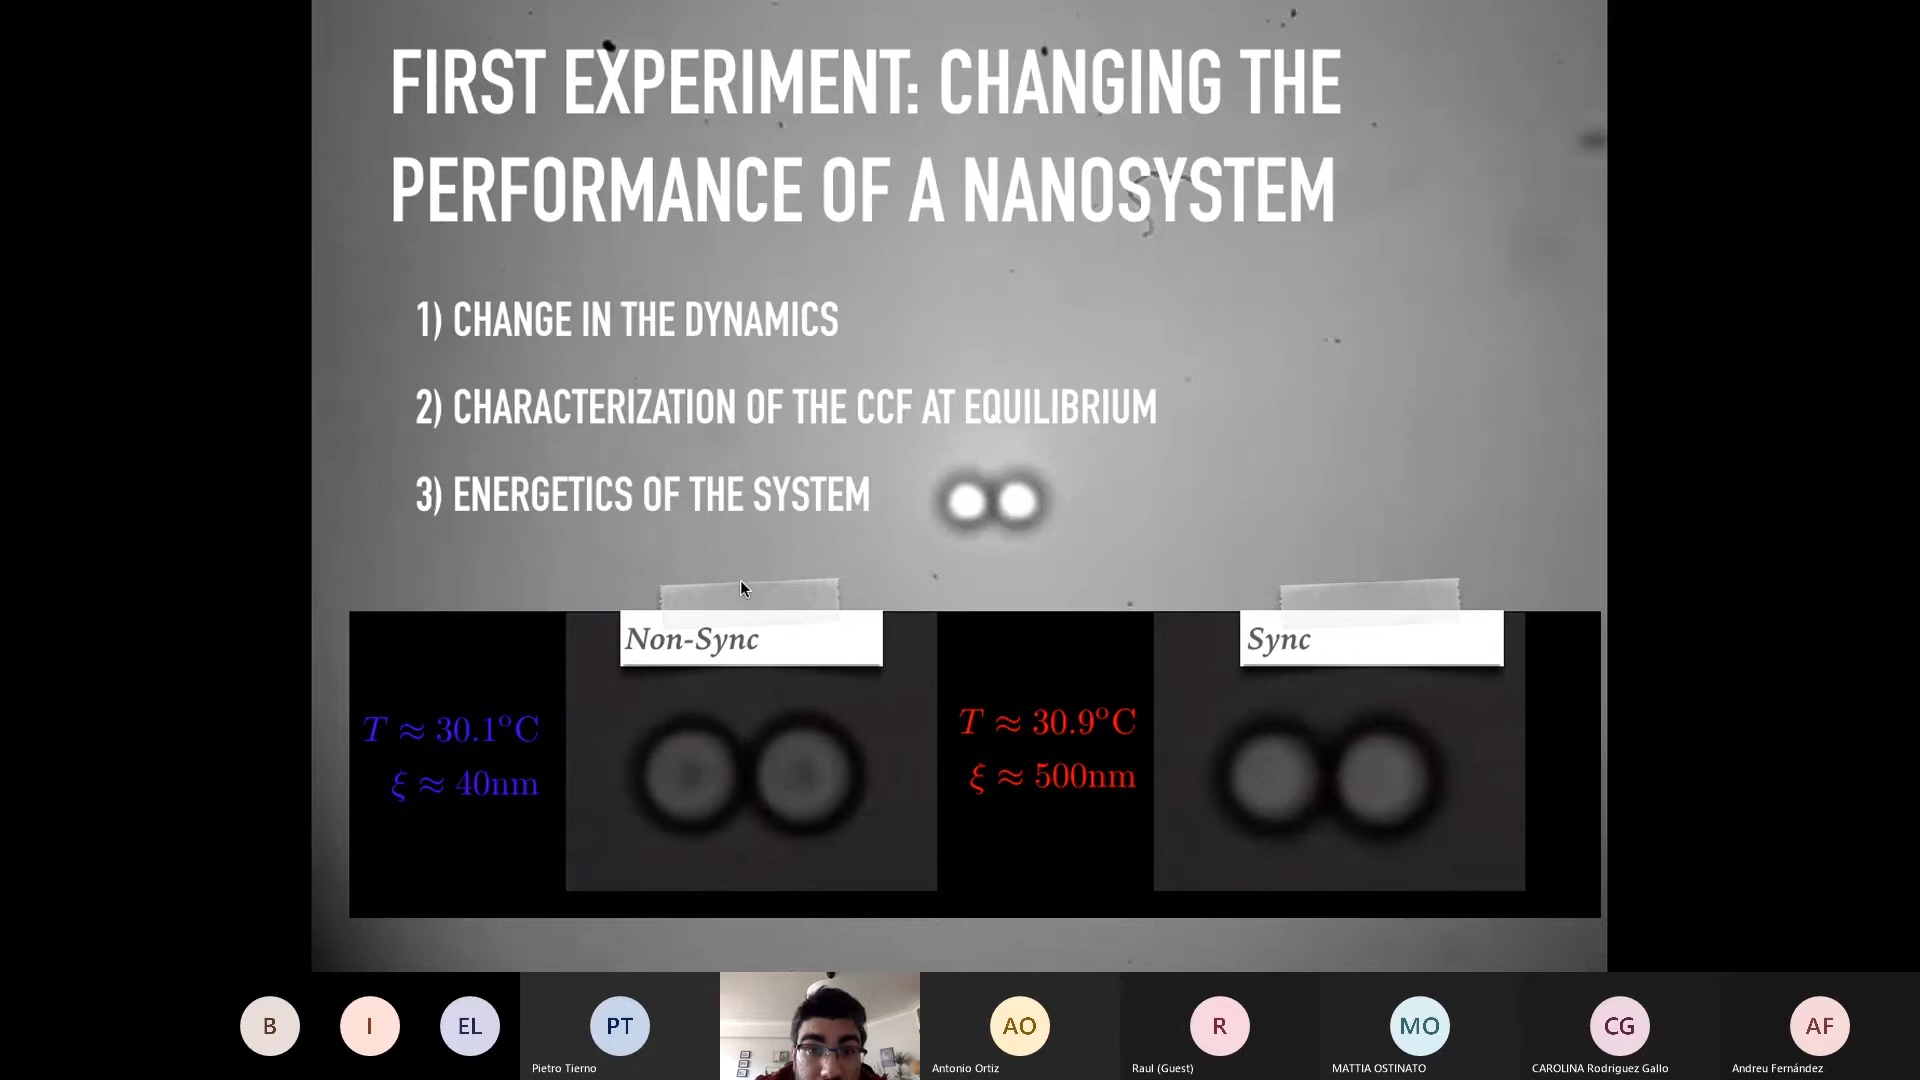 FIRST EXPERIMENT: CHANGING THE
PERFORMANCE OF A NANOSYSTEM
1) CHANGE IN THE DYNAMICS
2) CHARACTERIZATION OF THE CCF AT EQUILIBRIUM
3) ENERGETICS OF THE SYSTEM
Non-Sync
Sync
T ≈ 30.1°C
ξ ≈ 40nm
T ≈ 30.9°C
ξ ≈ 500nm
B
I
EL
PT
AO
R
MO
CG
AF
Pietro Tierno
Antonio Ortiz
Raul (Guest)
MATTIA OSTINATO
CAROLINA Rodriguez Gallo
Andreu Fernández